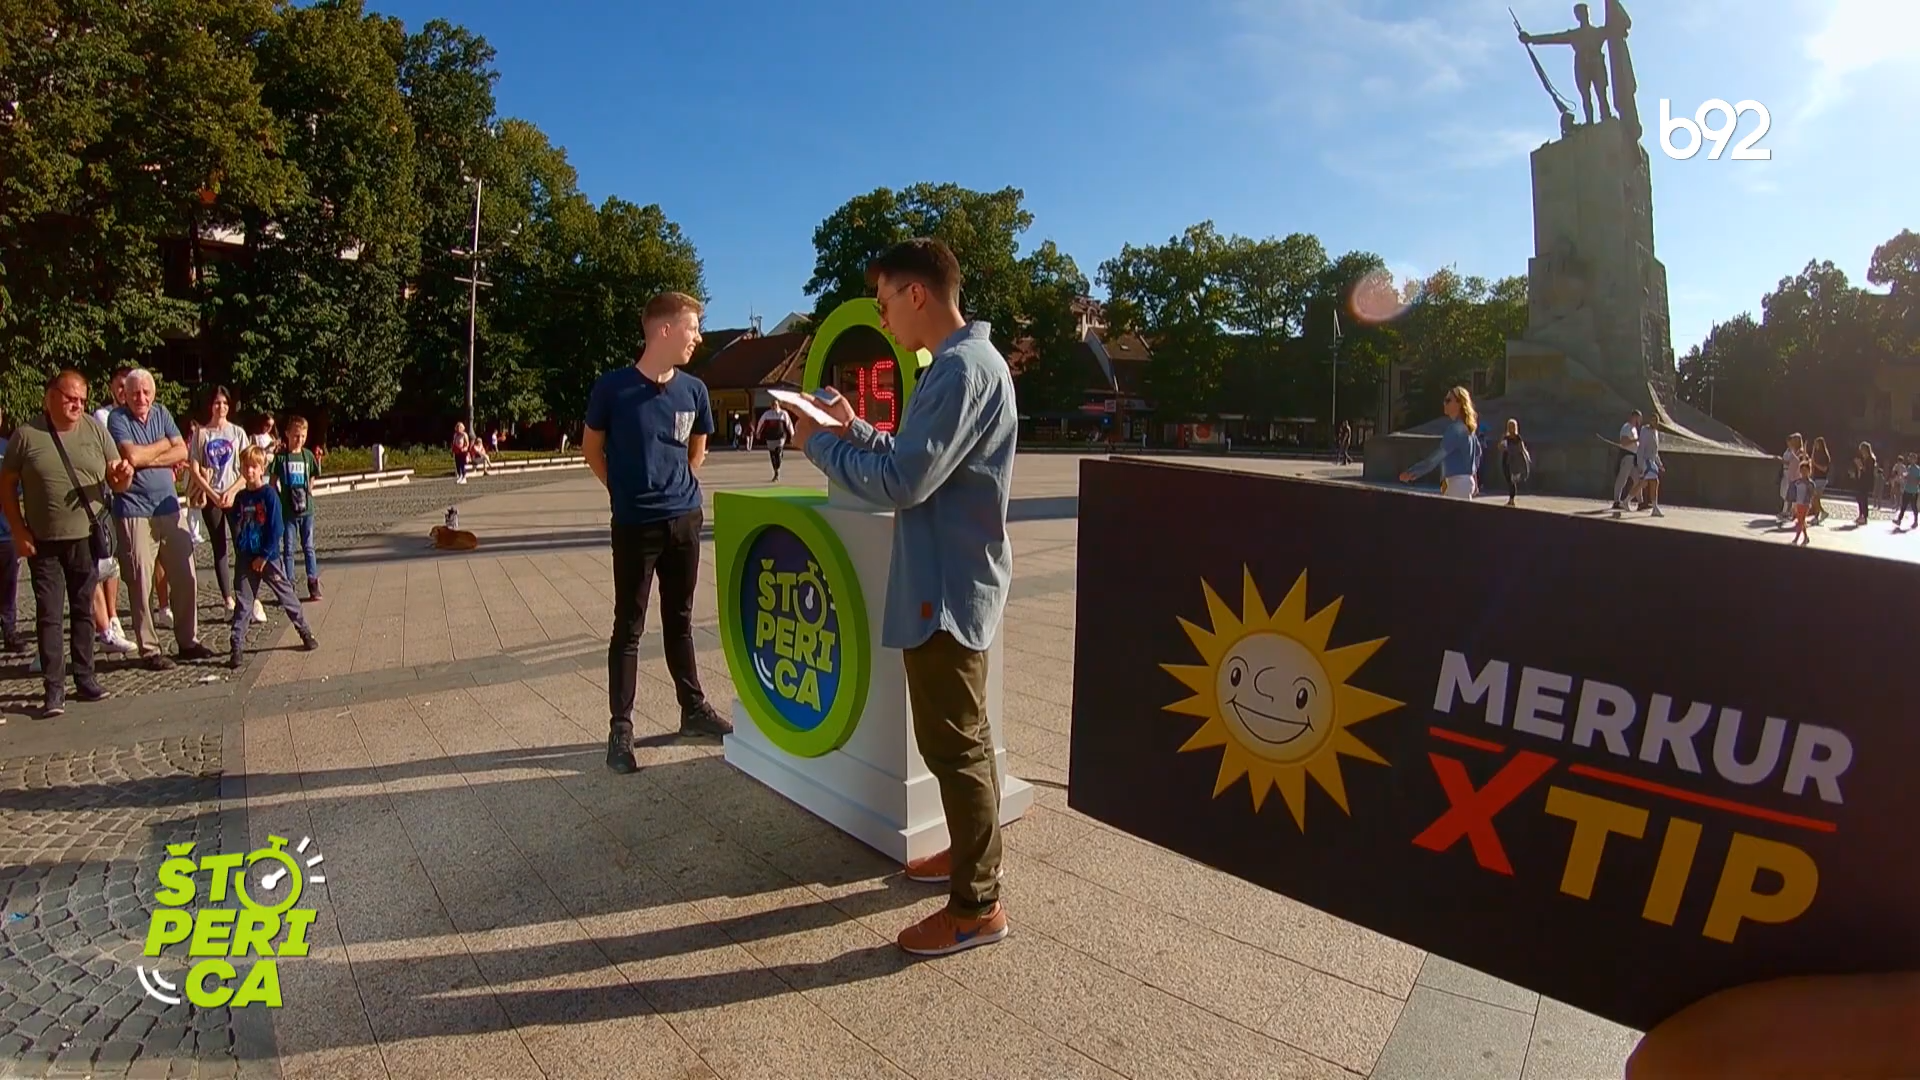 b92
15
ŠTO
PERI
CA
MERKUR
XTIP
ŠTO
PERI
CA